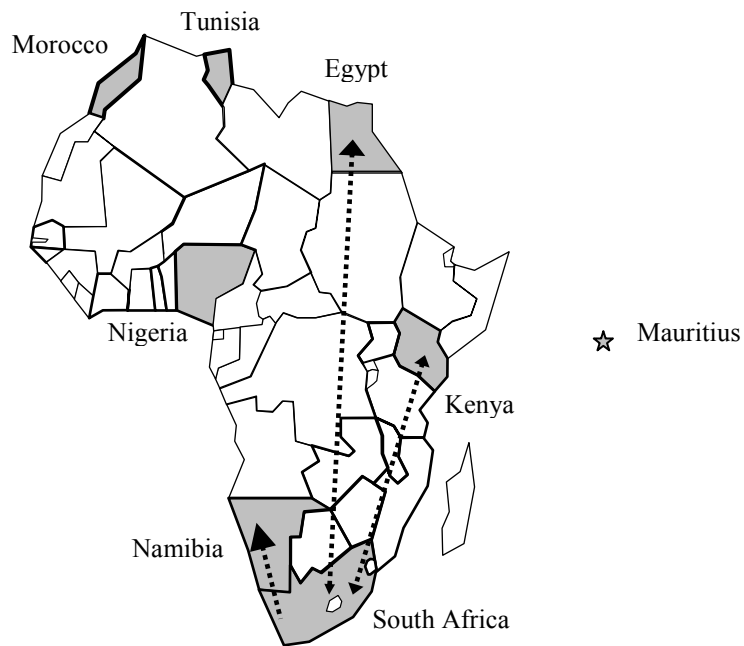 Tunisia
Morocco
Egypt
Nigeria
Mauritius
Kenya
Namibia
South Africa